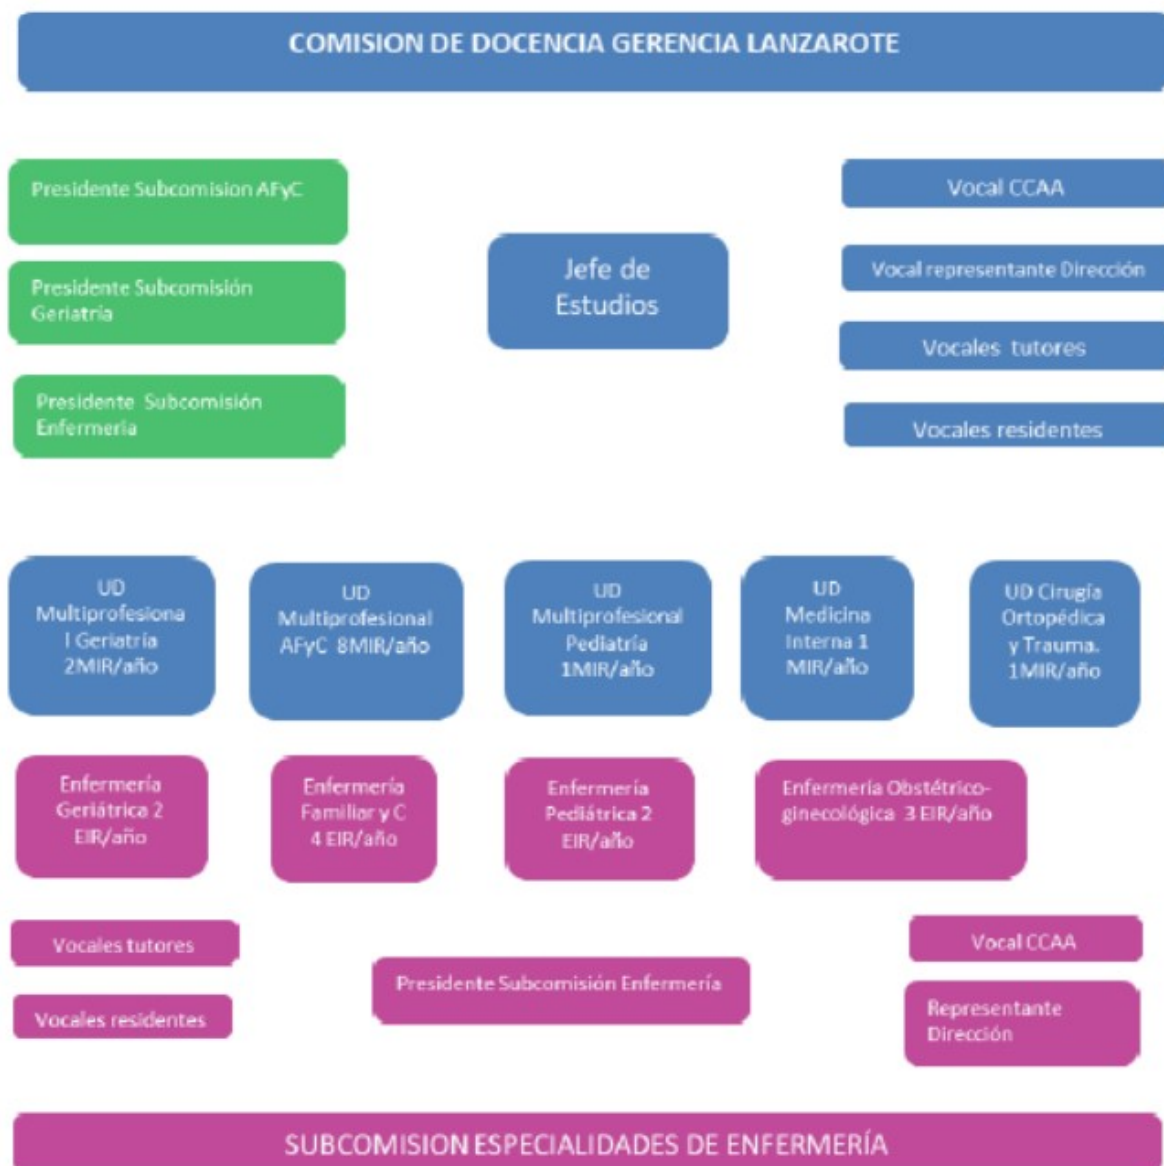 COMISION DE DOCENCIA GERENCIA LANZAROTE
Presidente Subcomision AFyC
Presidente Subcomisión
Geriatría
Presidente Subcomisión
Enfermería
Jefe de
Estudios
Vocal CCAA
Vocal representante Dirección
Vocales tutores
Vocales residentes
UD
Multiprofesiona
l Geriatría
2MIR/año
UD
Multiprofesional
AFyC 8MIR/año
UD
Multiprofesional
Pediatría
1MIR/año
UD
Medicina
Interna 1
MIR/año
UD Cirugía
Ortopédica
y Trauma.
1MIR/año
Enfermería
Geriátrica 2
EIR/año
Enfermería
Familiar y C
4 EIR/año
Enfermería
Pediátrica 2
EIR/año
Enfermería Obstétrico-
ginecológica 3 EIR/año
Vocales tutores
Vocales residentes
Presidente Subcomisión Enfermería
Vocal CCAA
Representante
Dirección
SUBCOMISION ESPECIALIDADES DE ENFERMERÍA